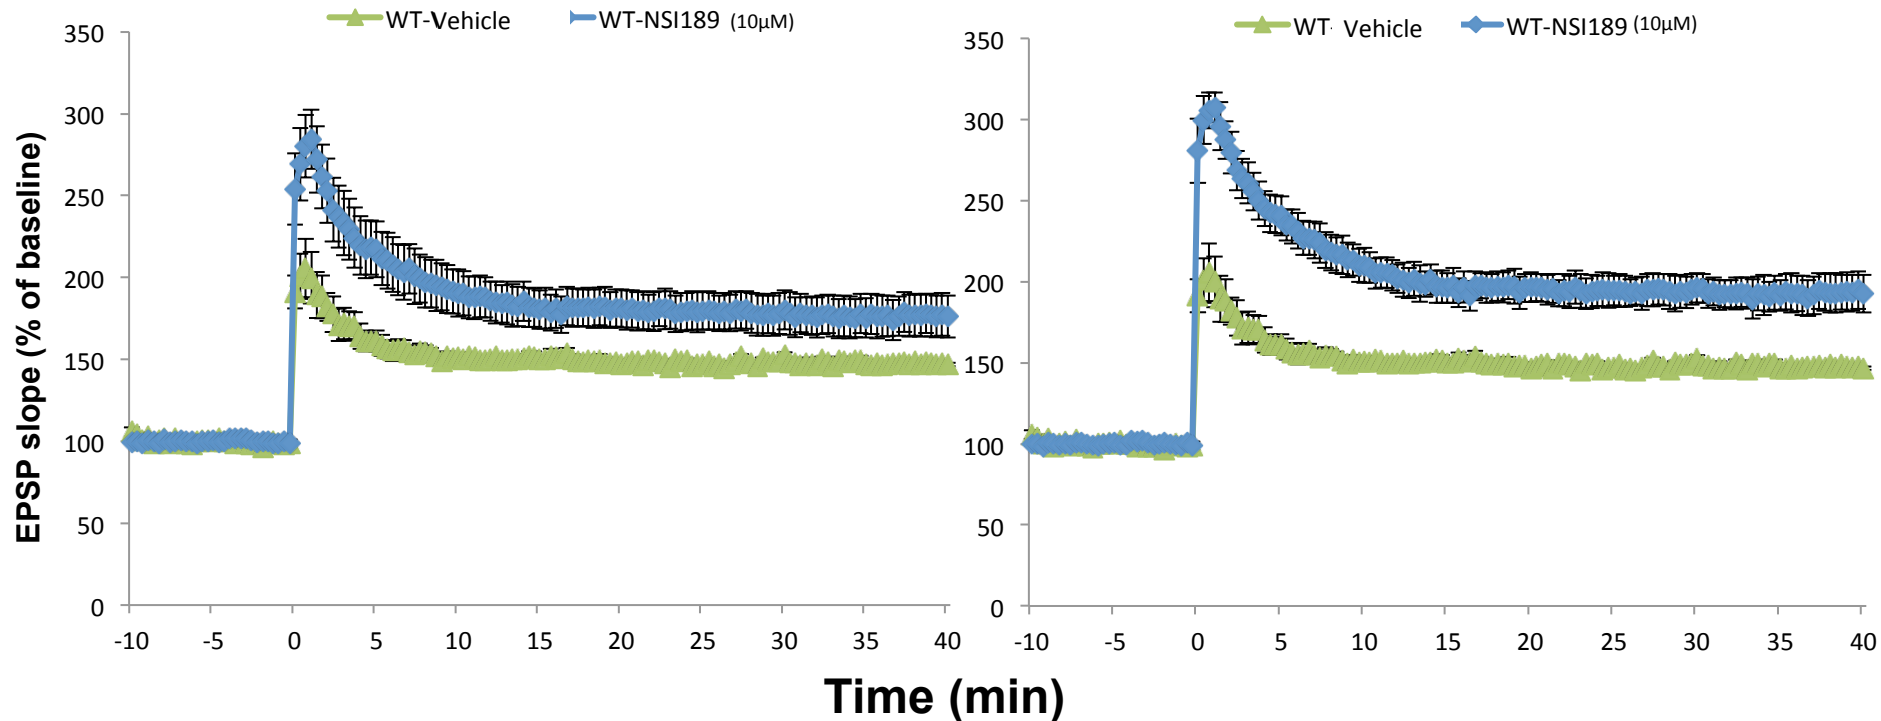 WT-Vehicle WT-NSI189 (10µM)
WT- Vehicle WT-NSI189 (10µM)
EPSP slope (% of baseline)
350
300
250
200
150
100
50
0
-10 -5 0 5 10 15 20 25 30 35 40
350
300
250
200
150
100
50
0
-10 -5 0 5 10 15 20 25 30 35 40
Time (min)